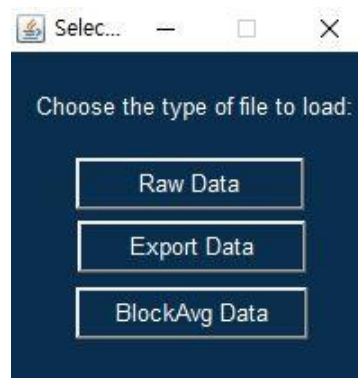 Selec...
Choose the type of file to load:
Raw Data
Export Data
BlockAvg Data